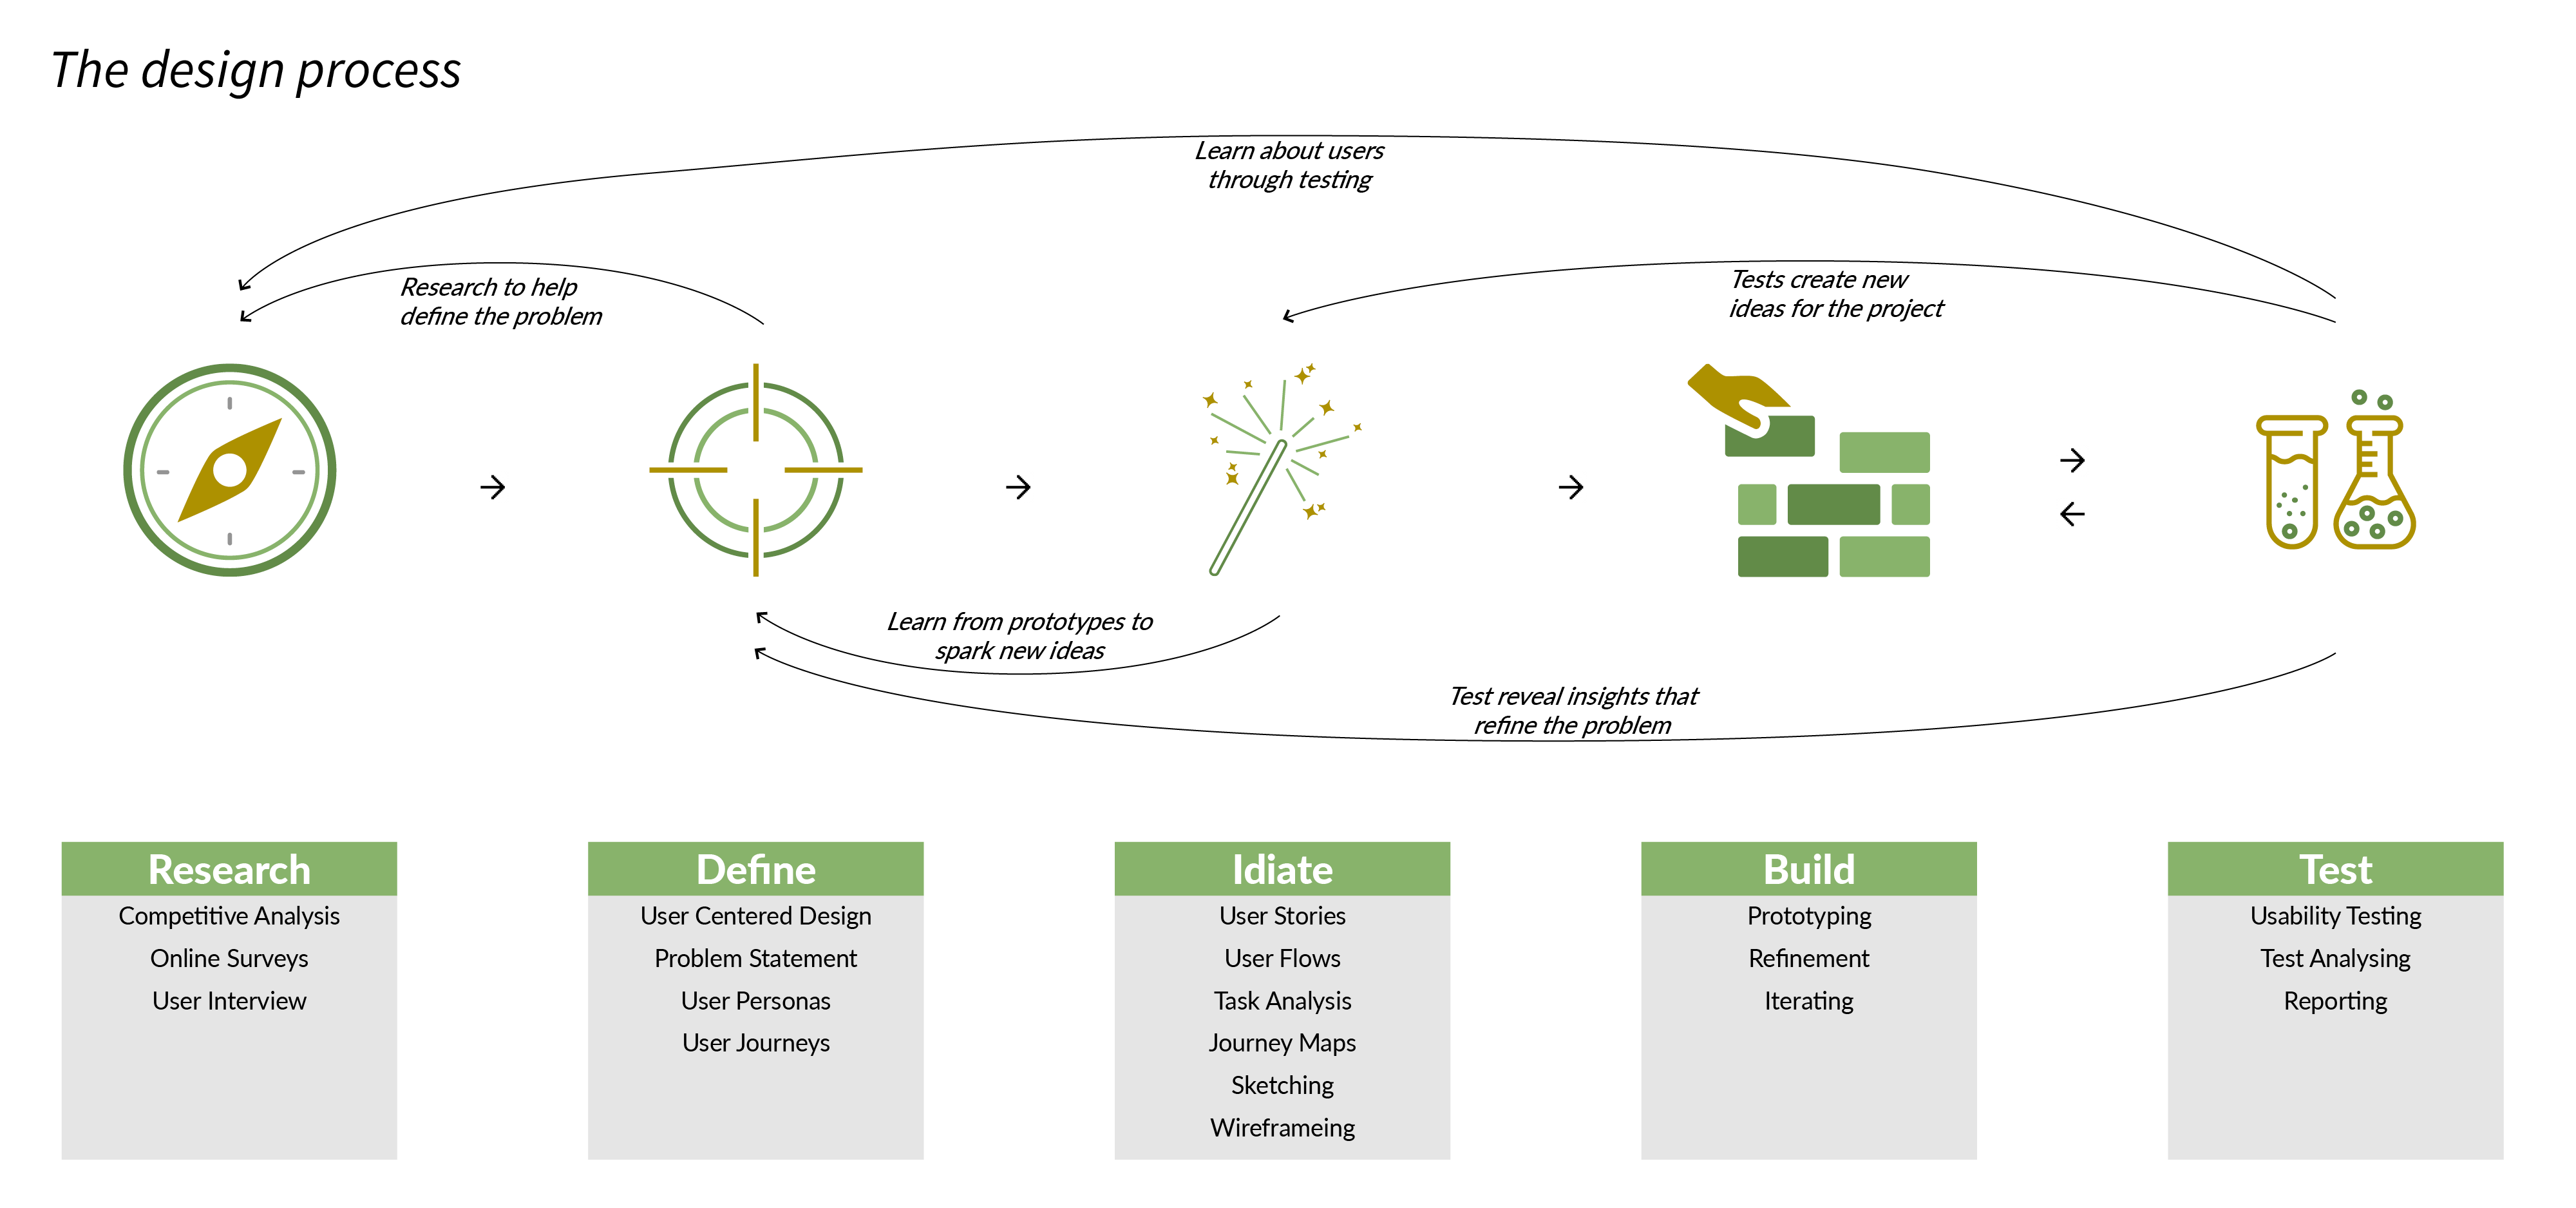 The design process
Learn about users
through testing
Research to help
define the problem
Tests create new
ideas for the project
Learn from prototypes to
spark new ideas
Test reveal insights that
refine the problem
Research
Competitive Analysis
Online Surveys
User Interview
Define
User Centered Design
Problem Statement
User Personas
User Journeys
Idiate
User Stories
User Flows
Task Analysis
Journey Maps
Sketching
Wireframeing
Build
Prototyping
Refinement
Iterating
Test
Usability Testing
Test Analysing
Reporting